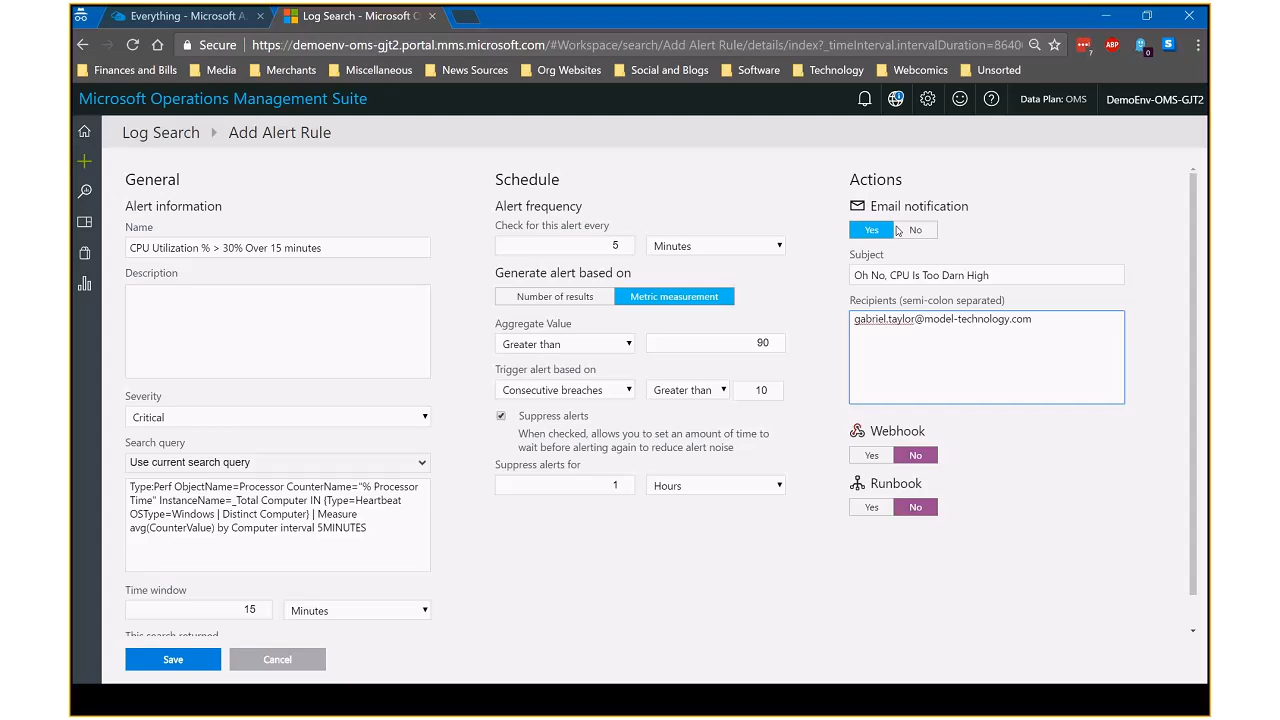 Everything - Microsoft A
Log Search - Microsoft O
Secure
https://demoenv-oms-gjt2.portal.mms.microsoft.com/#Workspace/search/Add Alert Rule/details/index?_timeInterval.intervalDuration=8640
7
ABP
0
S
Finances and Bills
Media
Merchants
Miscellaneous
News Sources
Org Websites
Social and Blogs
Software
Technology
Webcomics
Unsorted
Microsoft Operations Management Suite
Data Plan: OMS
DemoEnv-OMS-GJT2
Log Search
Add Alert Rule
General
Alert information
Name
CPU Utilization % > 30% Over 15 minutes
Description
Severity
Critical
Search query
Use current search query
Type:Perf ObjectName=Processor CounterName="% Processor
Time" InstanceName=_Total Computer IN {Type=Heartbeat
OSType=Windows | Distinct Computer} | Measure
avg(CounterValue) by Computer interval 5MINUTES
Time window
15
Minutes
This search returned
Save
Cancel
Schedule
Alert frequency
Check for this alert every
5
Minutes
Generate alert based on
Number of results
Metric measurement
Aggregate Value
Greater than
90
Trigger alert based on
Consecutive breaches
Greater than
10
Suppress alerts
When checked, allows you to set an amount of time to
wait before alerting again to reduce alert noise
Suppress alerts for
1
Hours
Actions
Email notification
Yes
No
Subject
Oh No, CPU Is Too Darn High
Recipients (semi-colon separated)
gabriel.taylor@model-technology.com
Webhook
Yes
No
Runbook
Yes
No